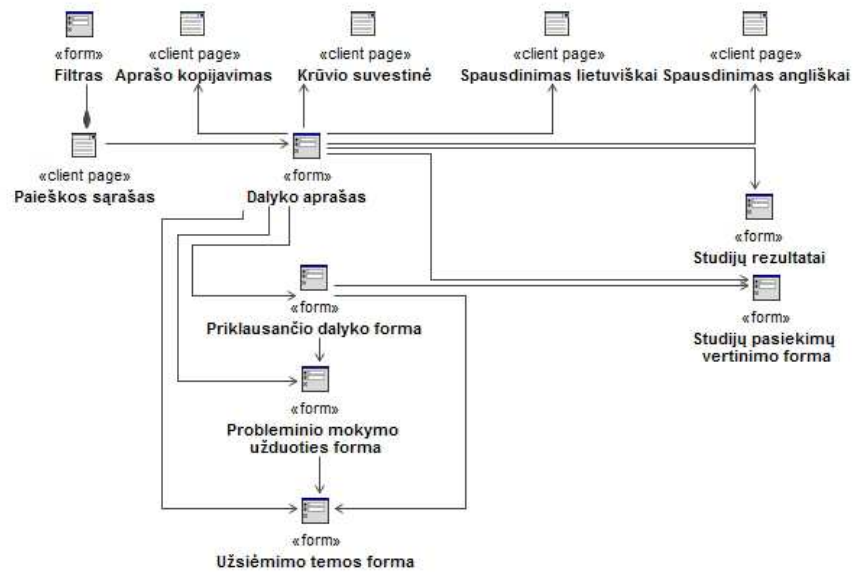 «form»
Filtras
«client page»
Aprašo kopijavimas
«client page»
Krūvio suvestinė
«client page»
Spausdinimas lietuviškai
«client page»
Spausdinimas angliškai
«client page»
Paieškos sąrašas
«form»
Dalyko aprašas
«form»
Studijų rezultatai
«form»
Priklausančio dalyko forma
«form»
Studijų pasiekimų
vertinimo forma
«form»
Probleminio mokymo
užduoties forma
«form»
Užsiėmimo temos forma